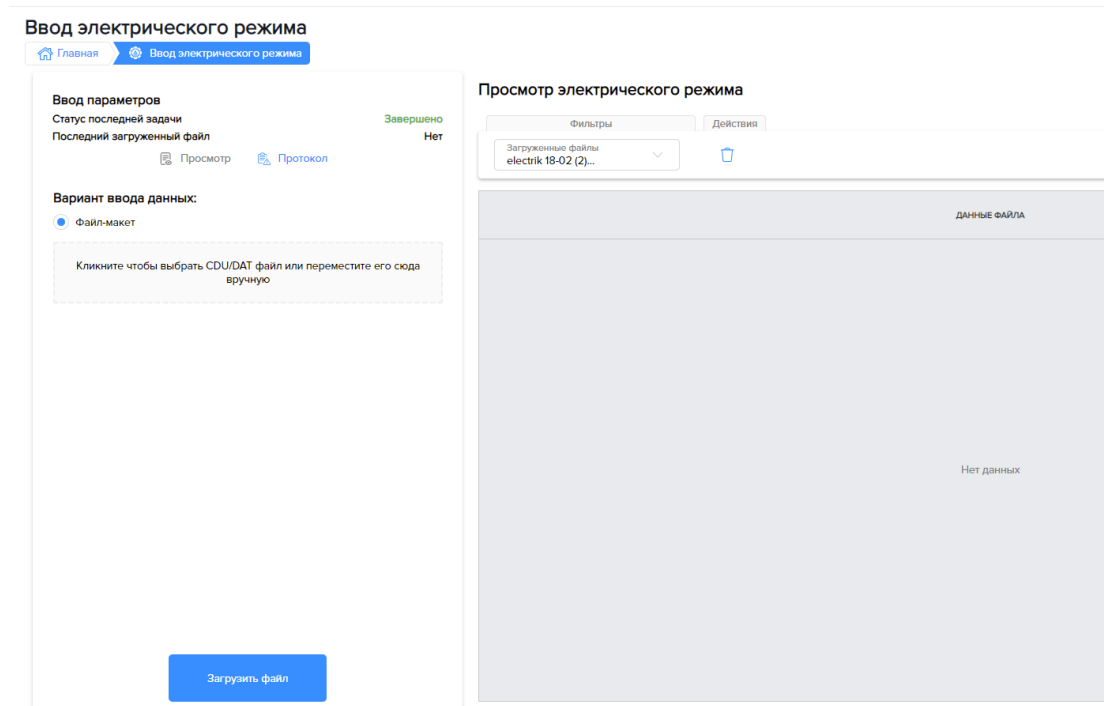 Ввод электрического режима
Главная
Ввод электрического режима
Ввод параметров
Статус последней задачи Завершено
Последний загруженный файл Нет
Просмотр Протокол
Вариант ввода данных:
Файл-макет
Кликните чтобы выбрать CDU/DAT файл или переместите его сюда
вручную
Загрузить файл
Просмотр электрического режима
Фильтры Действия
Загруженные файлы
electrik 18-02 (2)...
ДАННЫЕ ФАЙЛА
Нет данных